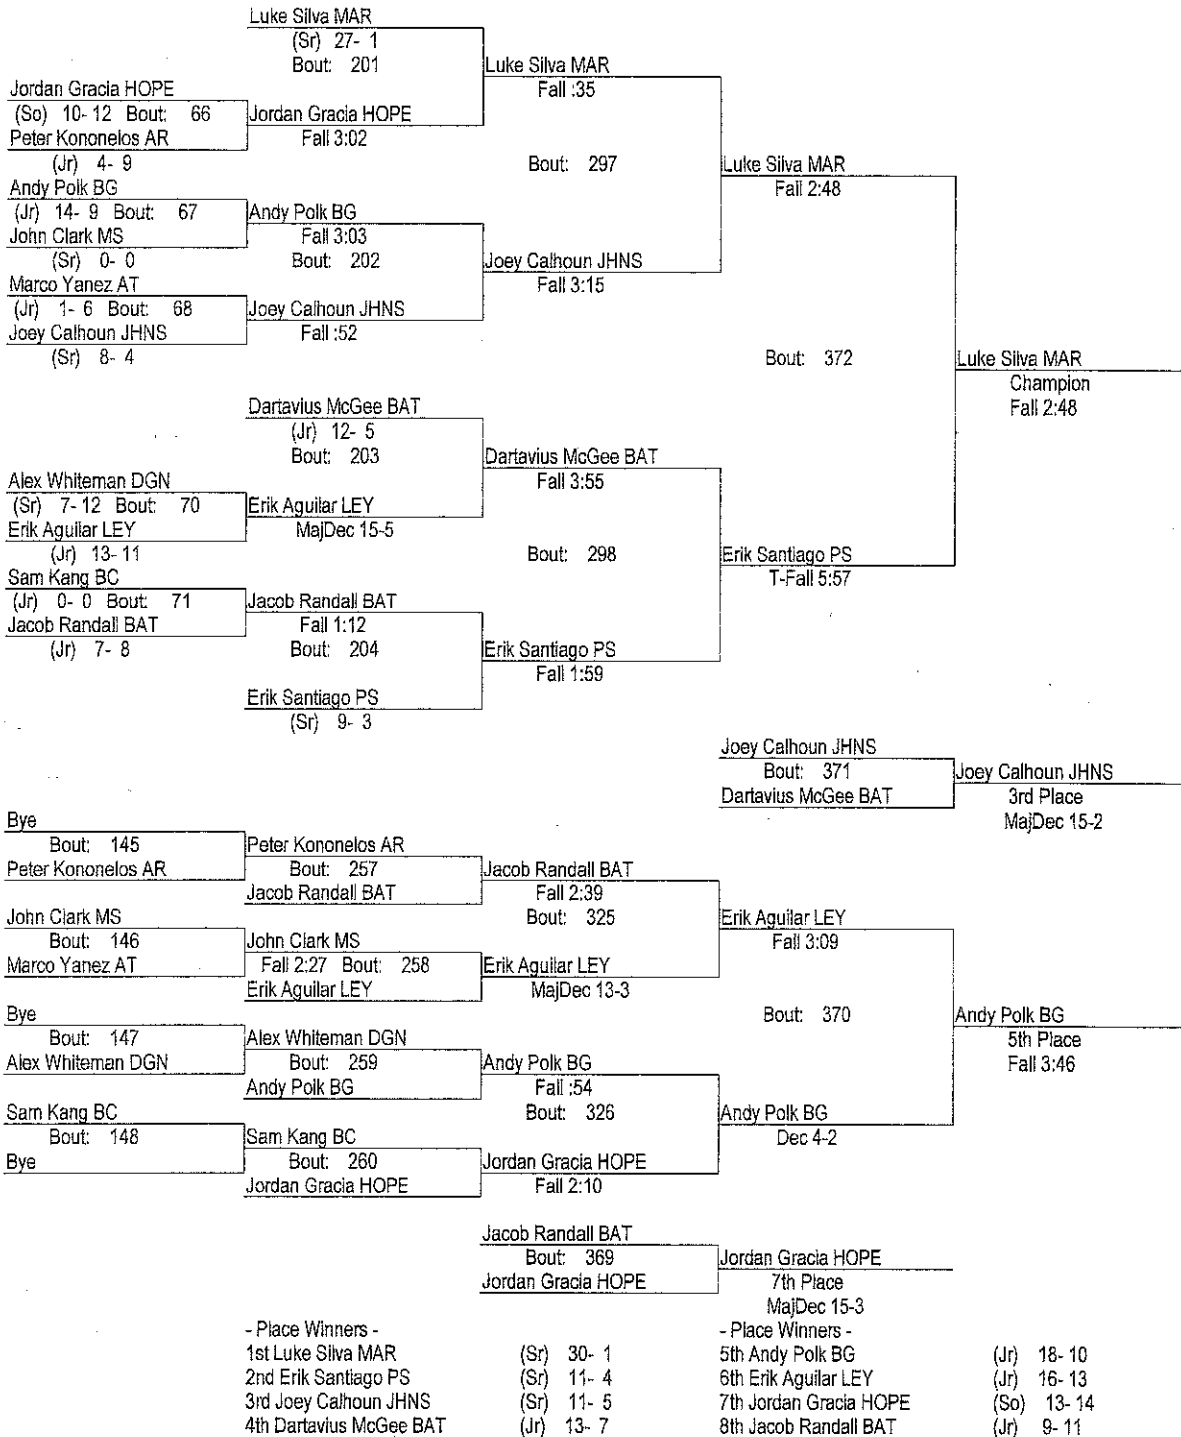 Luke Silva MAR
(Sr) 27- 1
Bout: 201
Luke Silva MAR
Fall :35
Jordan Gracia HOPE
(So) 10- 12 Bout: 66
Jordan Gracia HOPE
Peter Kononelos AR
Fall 3:02
(Jr) 4- 9
Bout: 297
Luke Silva MAR
Fall 2:48
Andy Polk BG
(Jr) 14- 9 Bout: 67
Andy Polk BG
John Clark MS
Fall 3:03
(Sr) 0- 0
Bout: 202
Joey Calhoun JHNS
Fall 3:15
Marco Yanez AT
(Jr) 1- 6 Bout: 68
Joey Calhoun JHNS
Joey Calhoun JHNS
Fall :52
(Sr) 8- 4
Bout: 372
Luke Silva MAR
Champion
Fall 2:48
Dartavius McGee BAT
(Jr) 12- 5
Bout: 203
Dartavius McGee BAT
Fall 3:55
Alex Whiteman DGN
(Sr) 7- 12 Bout: 70
Erik Aguilar LEY
Erik Aguilar LEY
MajDec 15-5
(Jr) 13- 11
Bout: 298
Erik Santiago PS
T-Fall 5:57
Sam Kang BC
(Jr) 0- 0 Bout: 71
Jacob Randall BAT
Jacob Randall BAT
Fall 1:12
(Jr) 7- 8
Bout: 204
Erik Santiago PS
Fall 1:59
Erik Santiago PS
(Sr) 9- 3
Joey Calhoun JHNS
Bout: 371
Joey Calhoun JHNS
Dartavius McGee BAT
3rd Place
MajDec 15-2
Bye
Bout: 145
Peter Kononelos AR
Peter Kononelos AR
Bout: 257
Jacob Randall BAT
Jacob Randall BAT
Fall 2:39
John Clark MS
Bout: 325
Erik Aguilar LEY
Bout: 146
John Clark MS
Fall 3:09
Marco Yanez AT
Fall 2:27 Bout: 258
Erik Aguilar LEY
Erik Aguilar LEY
MajDec 13-3
Bye
Bout: 370
Andy Polk BG
Bout: 147
Alex Whiteman DGN
5th Place
Alex Whiteman DGN
Bout: 259
Andy Polk BG
Fall 3:46
Andy Polk BG
Fall :54
Sam Kang BC
Bout: 326
Andy Polk BG
Bout: 148
Sam Kang BC
Dec 4-2
Bye
Bout: 260
Jordan Gracia HOPE
Jordan Gracia HOPE
Fall 2:10
Jacob Randall BAT
Bout: 369
Jordan Gracia HOPE
Jordan Gracia HOPE
7th Place
MajDec 15-3
- Place Winners -
1st Luke Silva MAR (Sr) 30- 1
2nd Erik Santiago PS (Sr) 11- 4
3rd Joey Calhoun JHNS (Sr) 11- 5
4th Dartavius McGee BAT (Jr) 13- 7
- Place Winners -
5th Andy Polk BG (Jr) 18- 10
6th Erik Aguilar LEY (Jr) 16- 13
7th Jordan Gracia HOPE (So) 13- 14
8th Jacob Randall BAT (Jr) 9- 11